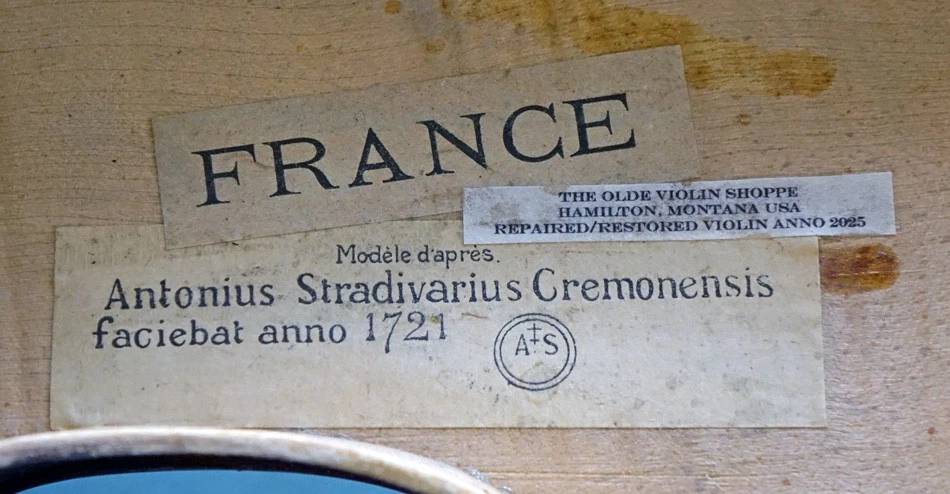 FRANCE
THE OLDE VIOLIN SHOPPE
HAMILTON, MONTANA USA
REPAIRED/RESTORED VIOLIN ANNO 2025
Modèle d'après.
Antonius Stradivarius Cremonensis
faciebat anno 1721
A‡S